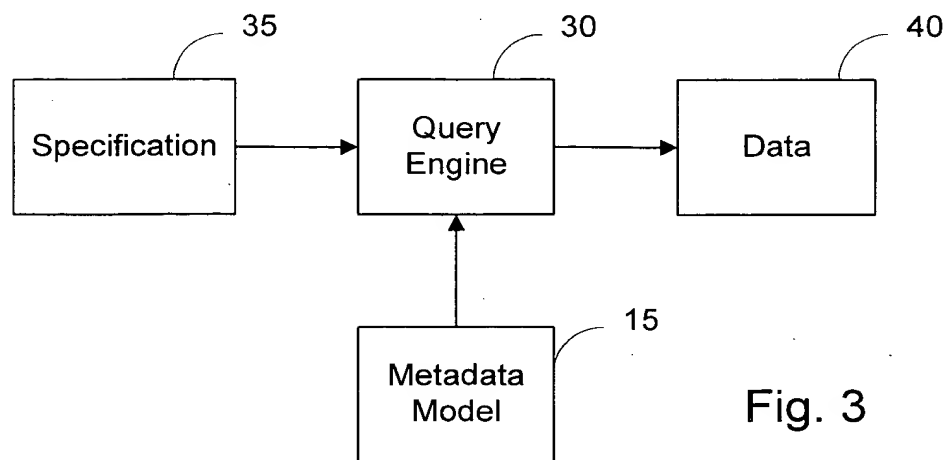 35
30
40
Specification
Query
Engine
Data
15
Metadata
Model
Fig. 3